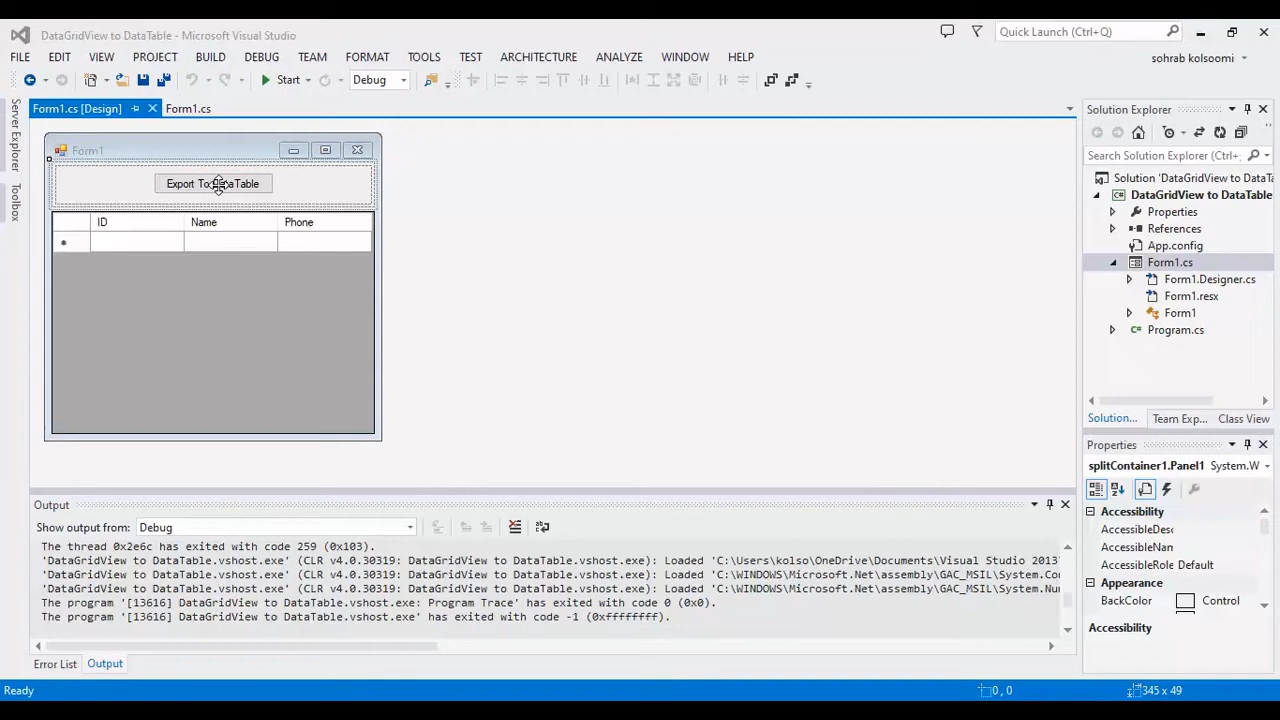 DataGridView to DataTable - Microsoft Visual Studio
Quick Launch (Ctrl+Q)
FILE EDIT VIEW PROJECT BUILD DEBUG TEAM FORMAT TOOLS TEST ARCHITECTURE ANALYZE WINDOW HELP
sohrab kolsoomi
Start Debug
Server Explorer
Toolbox
Form1.cs [Design] Form1.cs
Form1
Export To DataTable
ID Name Phone
Solution Explorer
Search Solution Explorer (Ctrl+;)
Solution 'DataGridView to DataTa
DataGridView to DataTable
Properties
References
App.config
Form1.cs
Form1.Designer.cs
Form1.resx
Form1
Program.cs
Solution... Team Exp... Class View
Properties
splitContainer1.Panel1 System.W
Accessibility
AccessibleDesc
AccessibleNam
AccessibleRole Default
Appearance
BackColor Control
Accessibility
Output
Show output from: Debug
The thread 0x2e6c has exited with code 259 (0x103).
'DataGridView to DataTable.vshost.exe' (CLR v4.0.30319: DataGridView to DataTable.vshost.exe): Loaded 'C:\Users\kolso\OneDrive\Documents\Visual Studio 2013
'DataGridView to DataTable.vshost.exe' (CLR v4.0.30319: DataGridView to DataTable.vshost.exe): Loaded 'C:\WINDOWS\Microsoft.Net\assembly\GAC_MSIL\System.Co
'DataGridView to DataTable.vshost.exe' (CLR v4.0.30319: DataGridView to DataTable.vshost.exe): Loaded 'C:\WINDOWS\Microsoft.Net\assembly\GAC_MSIL\System.Nu
The program '[13616] DataGridView to DataTable.vshost.exe: Program Trace' has exited with code 0 (0x0).
The program '[13616] DataGridView to DataTable.vshost.exe' has exited with code -1 (0xffffffff).
Error List Output
Ready 0 , 0 345 x 49